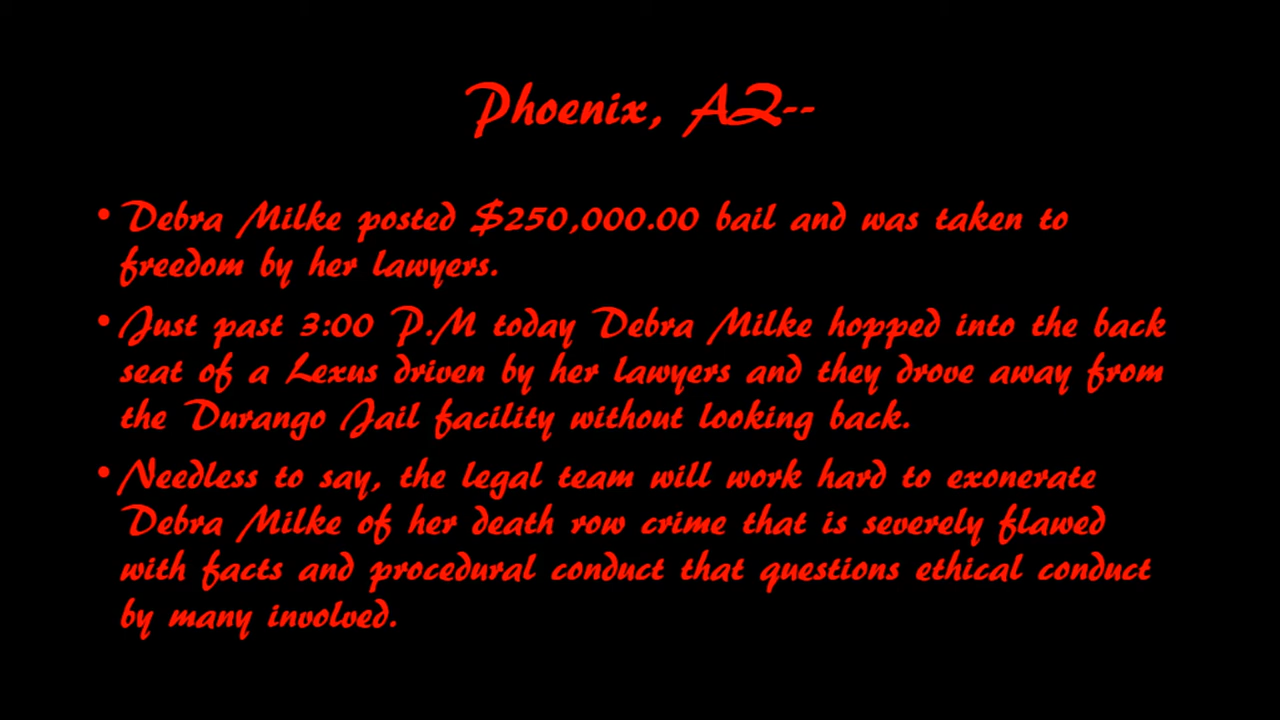 Phoenix, AZ--
• Debra Milke posted $250,000.00 bail and was taken to
freedom by her lawyers.
• Just past 3:00 P.M today Debra Milke hopped into the back
seat of a Lexus driven by her lawyers and they drove away from
the Durango Jail facility without looking back.
• Needless to say, the legal team will work hard to exonerate
Debra Milke of her death row crime that is severely flawed
with facts and procedural conduct that questions ethical conduct
by many involved.